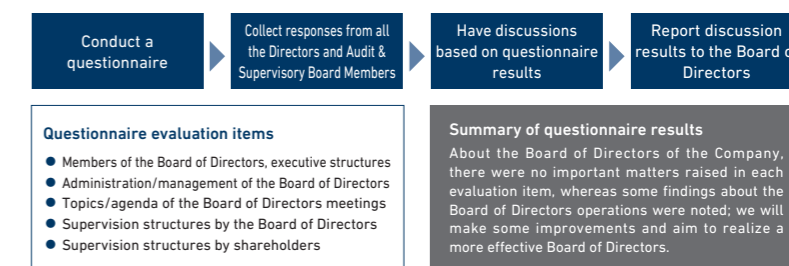 Conduct a
questionnaire
Collect responses from all
the Directors and Audit &
Supervisory Board Members
Have discussions
based on questionnaire
results
Report discussion
results to the Board
Directors
Questionnaire evaluation items
● Members of the Board of Directors, executive structures
● Administration/management of the Board of Directors
● Topics/agenda of the Board of Directors meetings
● Supervision structures by the Board of Directors
● Supervision structures by shareholders
Summary of questionnaire results
About the Board of Directors of the Company,
there were no important matters raised in each
evaluation item, whereas some findings about the
Board of Directors operations were noted; we will
make some improvements and aim to realize a
more effective Board of Directors.